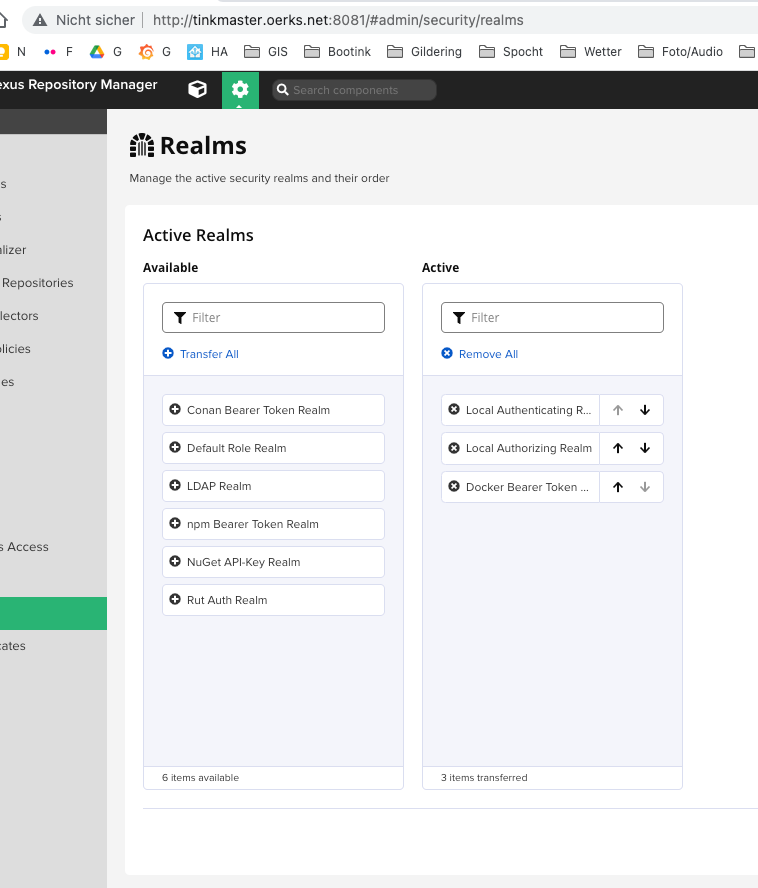 Nicht sicher http://tinkmaster.oerks.net:8081/#admin/security/realms
N F G G HA GIS Bootink Gildering Spocht Wetter Foto/Audio
exus Repository Manager Search components
Realms
Manage the active security realms and their order
s
s
alizer
Repositories
lectors
olicies
es
s Access
cates
Active Realms
Available
Filter
Transfer All
Conan Bearer Token Realm
Default Role Realm
LDAP Realm
npm Bearer Token Realm
NuGet API-Key Realm
Rut Auth Realm
6 items available
Active
Filter
Remove All
Local Authenticating R...
Local Authorizing Realm
Docker Bearer Token ...
3 items transferred